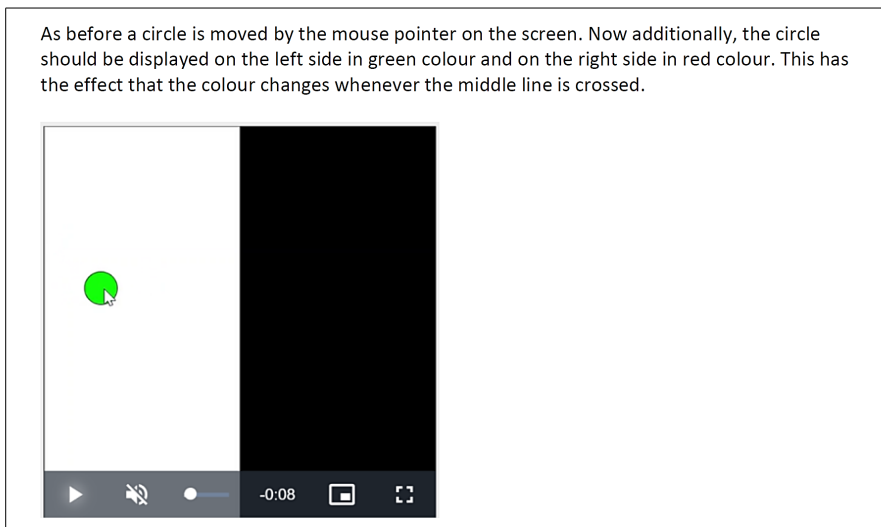 As before a circle is moved by the mouse pointer on the screen. Now additionally, the circle
should be displayed on the left side in green colour and on the right side in red colour. This has
the effect that the colour changes whenever the middle line is crossed.
-0:08